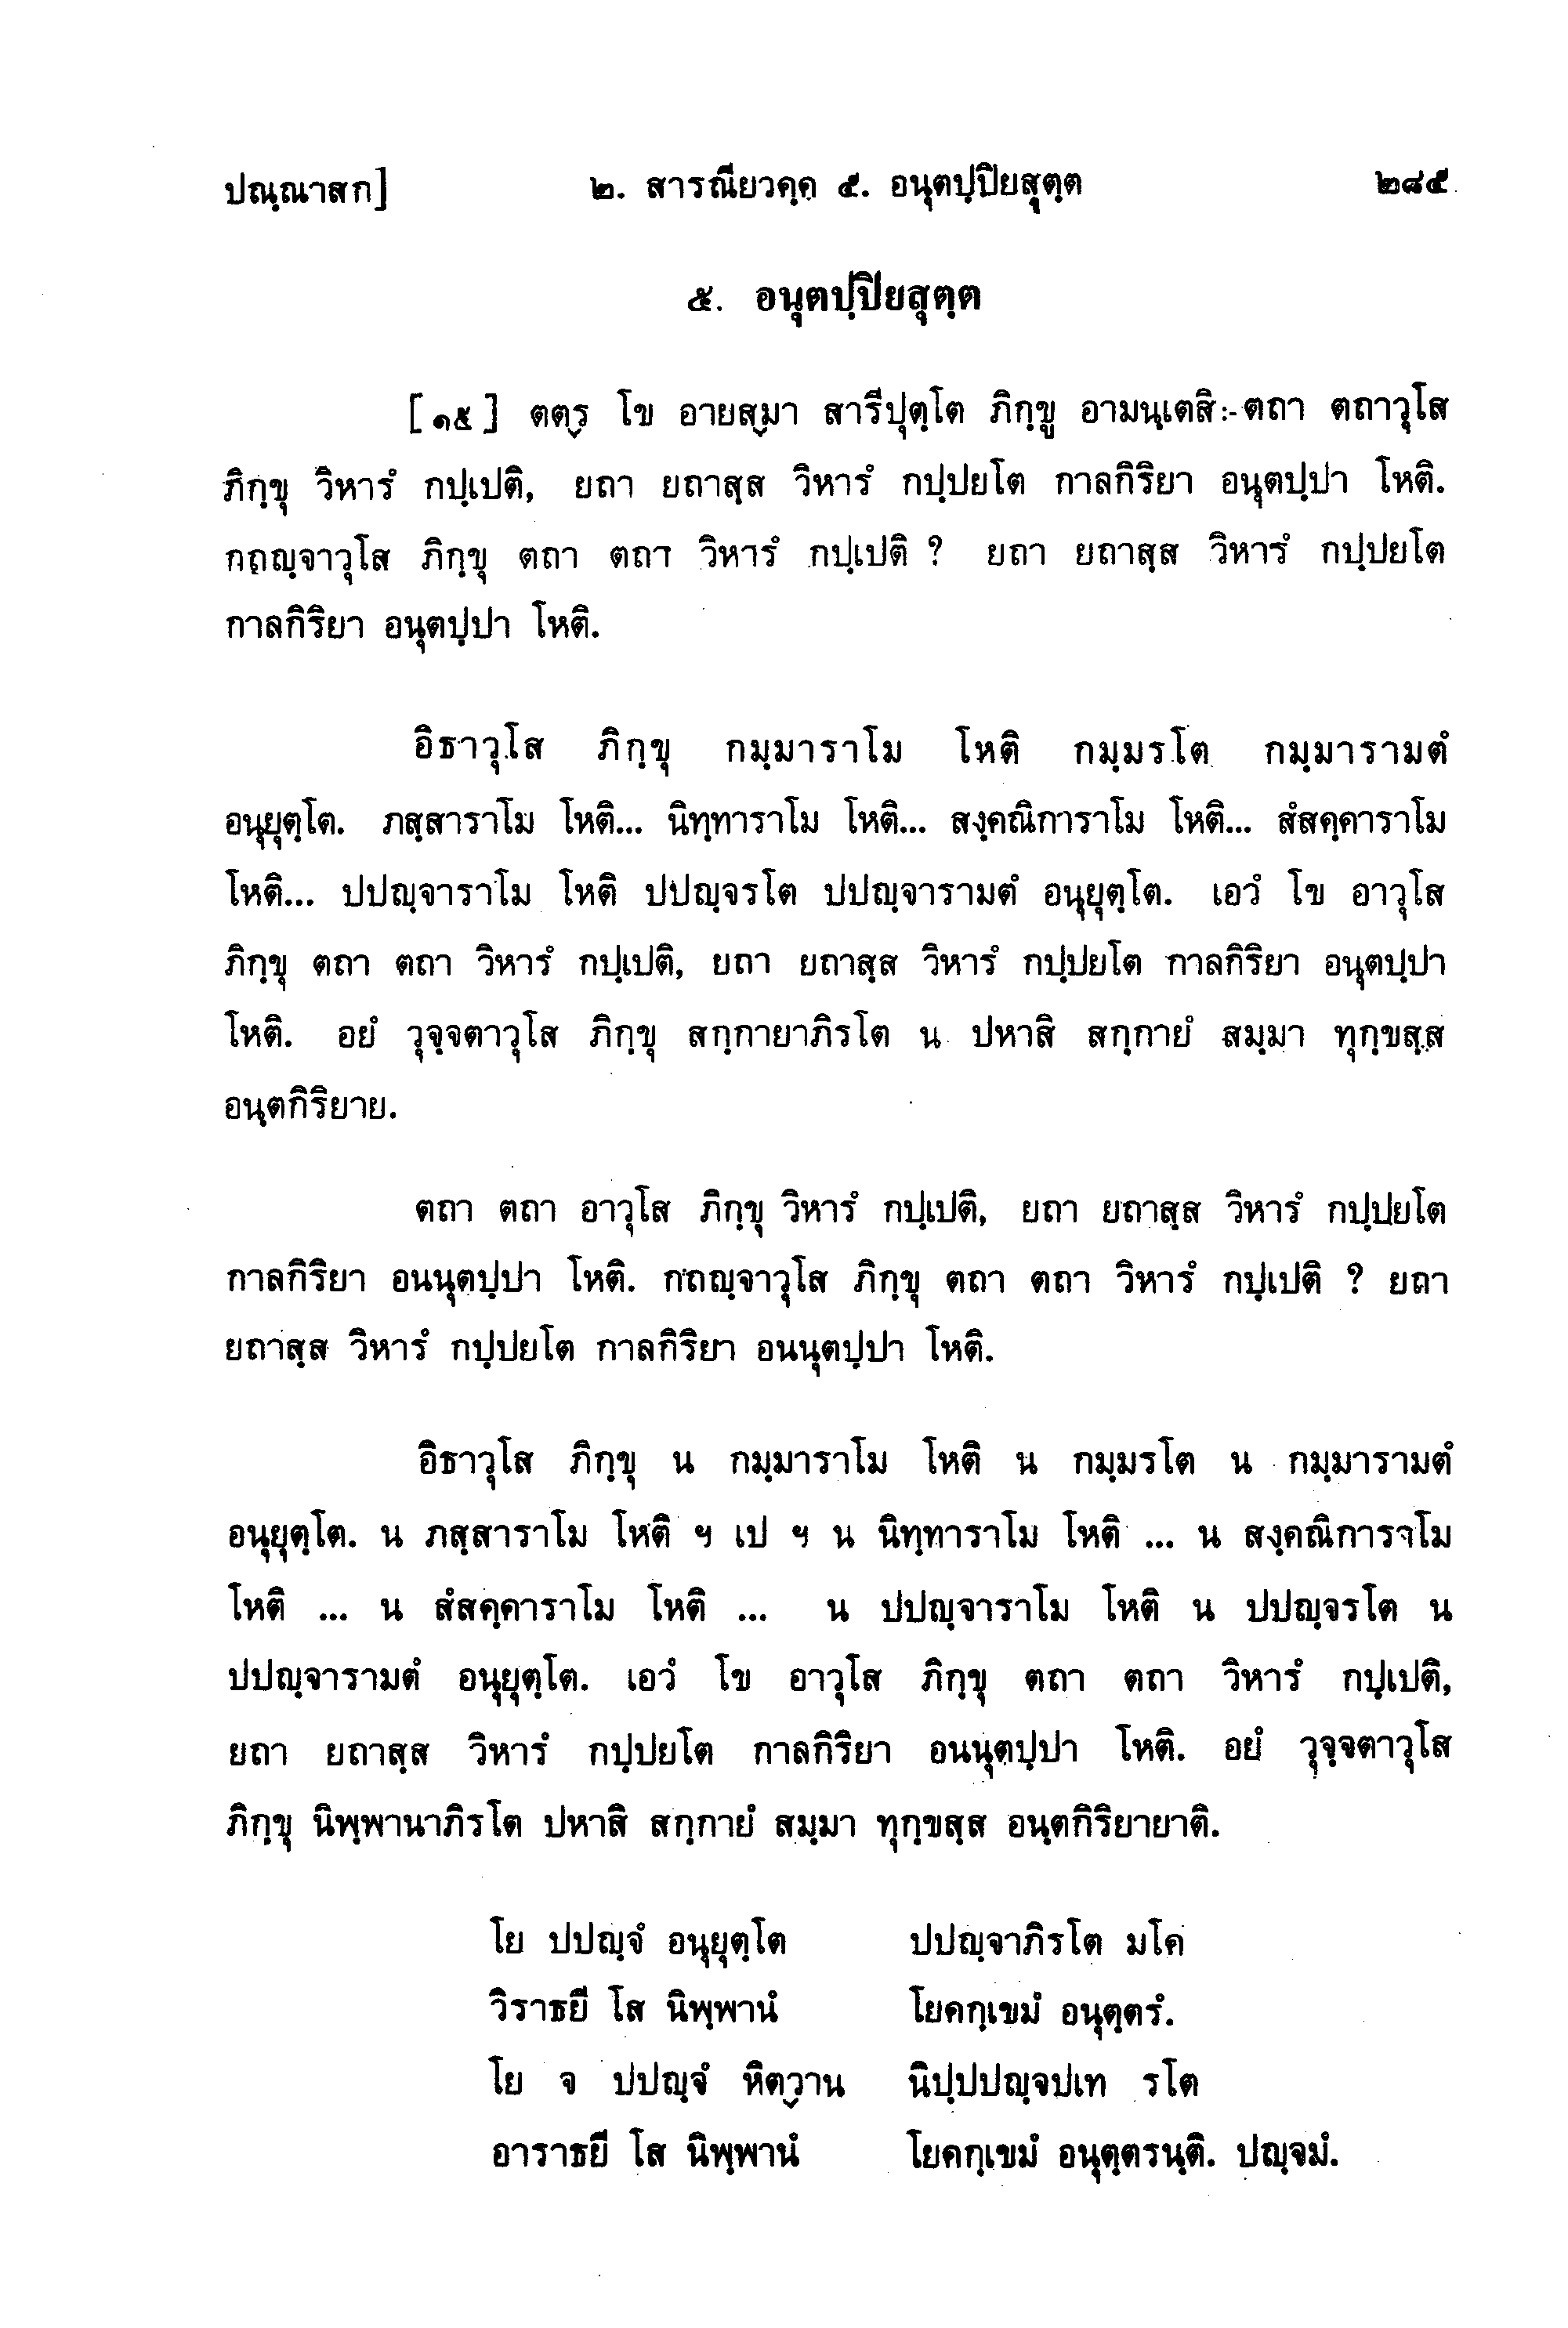 ปณฺณาสก]	๒. สารณียวคฺค ๕. อนุตปฺปิยสุตฺต	๒๘๕
๕. อนุตปฺปิยสุตฺต
[๑๕] ตตฺร โข อายสฺมา สารีปุตฺโต ภิกฺขู อามนฺเตสิ:-ตถา ตถาวุโส
ภิกฺขุ วิหารํ กปฺเปติ, ยถา ยถาสฺส วิหารํ กปฺปยโต กาลกิริยา อนุตปฺปา โหติ.
กถญฺจาวุโส ภิกฺขุ ตถา ตถา วิหารํ กปฺเปติ ? ยถา ยถาสฺส วิหารํ กปฺปยโต
กาลกิริยา อนุตปฺปา โหติ.
อิธาวุโส ภิกฺขุ กมฺมาราโม โหติ กมฺมรโต กมฺมารามตํ
อนุยุตฺโต. ภสฺสาราโม โหติ... นิทฺทาราโม โหติ... สงฺคณิการาโม โหติ... สํสคฺคาราโม
โหติ... ปปญฺจาราโม โหติ ปปญฺจรโต ปปญฺจารามตํ อนุยุตฺโต. เอวํ โข อาวุโส
ภิกฺขุ ตถา ตถา วิหารํ กปฺเปติ, ยถา ยถาสฺส วิหารํ กปฺปยโต กาลกิริยา อนุตปฺปา
โหติ. อยํ วุจฺจตาวุโส ภิกฺขุ สกฺกายาภิรโต น ปหาสิ สกฺกายํ สมฺมา ทุกฺขสฺส
อนฺตกิริยาย.
ตถา ตถา อาวุโส ภิกฺขุ วิหารํ กปฺเปติ, ยถา ยถาสฺส วิหารํ กปฺปยโต
กาลกิริยา อนนุตปฺปา โหติ. กถญฺจาวุโส ภิกฺขุ ตถา ตถา วิหารํ กปฺเปติ ? ยถา
ยถาสฺส วิหารํ กปฺปยโต กาลกิริยา อนนุตปฺปา โหติ.
อิธาวุโส ภิกฺขุ น กมฺมาราโม โหติ น กมฺมรโต น กมฺมารามตํ
อนุยุตฺโต. น ภสฺสาราโม โหติ ฯ เป ฯ น นิทฺทาราโม โหติ ... น สงฺคณิการาโม
โหติ ... น สํสคฺคาราโม โหติ ... น ปปญฺจาราโม โหติ น ปปญฺจรโต น
ปปญฺจารามตํ อนุยุตฺโต. เอวํ โข อาวุโส ภิกฺขุ ตถา ตถา วิหารํ กปฺเปติ,
ยถา ยถาสฺส วิหารํ กปฺปยโต กาลกิริยา อนนุตปฺปา โหติ. อยํ วุจฺจตาวุโส
ภิกฺขุ นิพฺพานาภิรโต ปหาสิ สกฺกายํ สมฺมา ทุกฺขสฺส อนฺตกิริยายาติ.
โย ปปญฺจํ อนุยุตฺโต	ปปญฺจาภิรโต มโค
วิราธยี โส นิพฺพานํ	โยคกฺเขมํ อนุตฺตรํ.
โย จ ปปญฺจํ หิตฺวาน	นิปฺปปญฺจปเท รโต
อาราธยี โส นิพฺพานํ	โยคกฺเขมํ อนุตฺตรนฺติ. ปญฺจมํ.